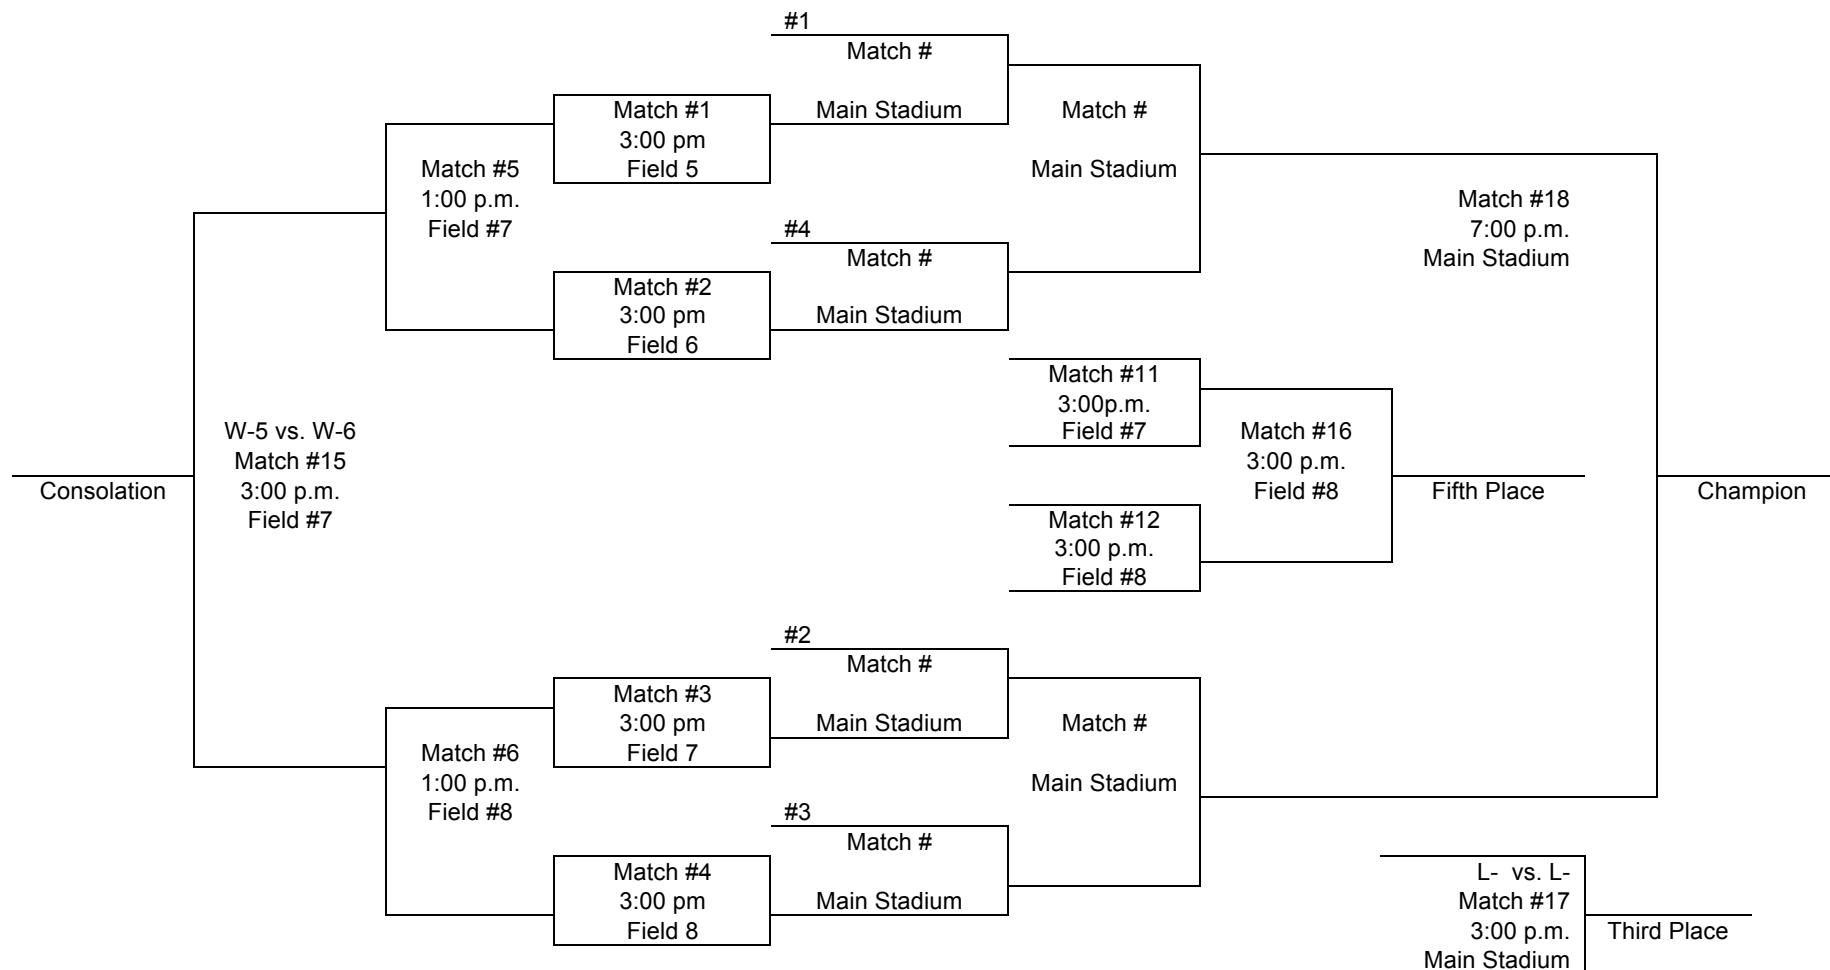 #1
Match #
Main Stadium
Match #1
3:00 pm
Field 5
Match #
Main Stadium
Match #5
1:00 p.m.
Field #7
#4
Match #
Main Stadium
Match #2
3:00 pm
Field 6
Match #18
7:00 p.m.
Main Stadium
Match #11
3:00p.m.
Field #7
W-5 vs. W-6
Match #15
3:00 p.m.
Field #7
Consolation
Match #16
3:00 p.m.
Field #8
Fifth Place
Champion
Match #12
3:00 p.m.
Field #8
#2
Match #
Main Stadium
Match #3
3:00 pm
Field 7
Match #
Main Stadium
Match #6
1:00 p.m.
Field #8
#3
Match #
Main Stadium
Match #4
3:00 pm
Field 8
L-  vs. L-
Match #17
3:00 p.m.
Main Stadium
Third Place